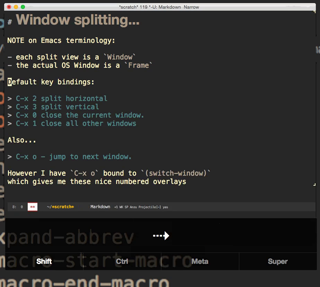 *scratch* 119 *-U: Markdown Narrow
# Window splitting...
NOTE on Emacs terminology:
- each split view is a `Window`
- the actual OS Window is a `Frame`
Default key bindings:
> C-x 2 split horizontal
> C-x 3 split vertical
> C-x 0 close the current window.
> C-x 1 close all other windows
Also...
> C-x o - jump to next window.
However I have `C-x o` bound to `(switch-window)`
which gives me these nice numbered overlays
*scratch* Markdown
xpand-abbrev
Shift Ctrl Meta Super
macro-start-macro
macro-end-macro